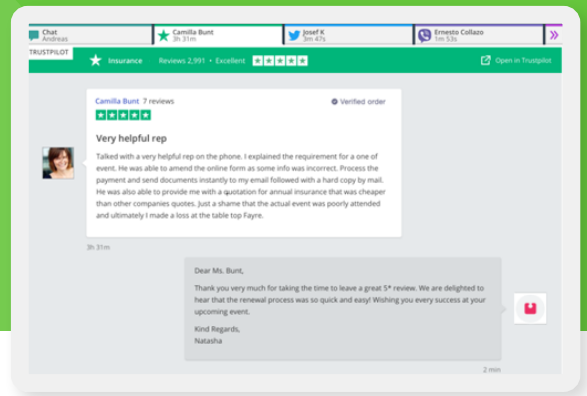 Chat
Andreas
Camilla Bunt
3h 31m
Josef K
3m 47s
Ernesto Collazo
1m 53s
TRUSTPILOT
Insurance Reviews 2,991 • Excellent
Open in Trustpilot
Camilla Bunt 7 reviews
Verified order
Very helpful rep
Talked with a very helpful rep on the phone. I explained the requirement for a one of
event. He was able to amend the online form as some info was incorrect. Process the
payment and send documents instantly to my email followed with a hard copy by mail.
He was also able to provide me with a quotation for annual insurance that was cheaper
than other companies quotes. Just a shame that the actual event was poorly attended
and ultimately I made a loss at the table top Fayre.
3h 31m
Dear Ms. Bunt,
Thank you very much for taking the time to leave a great 5* review. We are delighted to
hear that the renewal process was so quick and easy! Wishing you every success at your
upcoming event.
Kind Regards,
Natasha
2 min